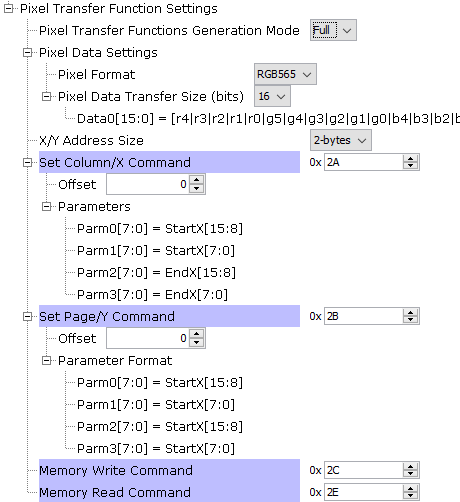 Pixel Transfer Function Settings
Pixel Transfer Functions Generation Mode Full
Pixel Data Settings
Pixel Format RGB565
Pixel Data Transfer Size (bits) 16
Data0[15:0] = [r4|r3|r2|r1|r0|g5|g4|g3|g2|g1|g0|b4|b3|b2|b
X/Y Address Size 2-bytes
Set Column/X Command 0x 2A
Offset 0
Parameters
Parm0[7:0] = StartX[15:8]
Parm1[7:0] = StartX[7:0]
Parm2[7:0] = EndX[15:8]
Parm3[7:0] = EndX[7:0]
Set Page/Y Command 0x 2B
Offset 0
Parameter Format
Parm0[7:0] = StartX[15:8]
Parm1[7:0] = StartX[7:0]
Parm2[7:0] = StartX[15:8]
Parm3[7:0] = StartX[7:0]
Memory Write Command 0x 2C
Memory Read Command 0x 2E